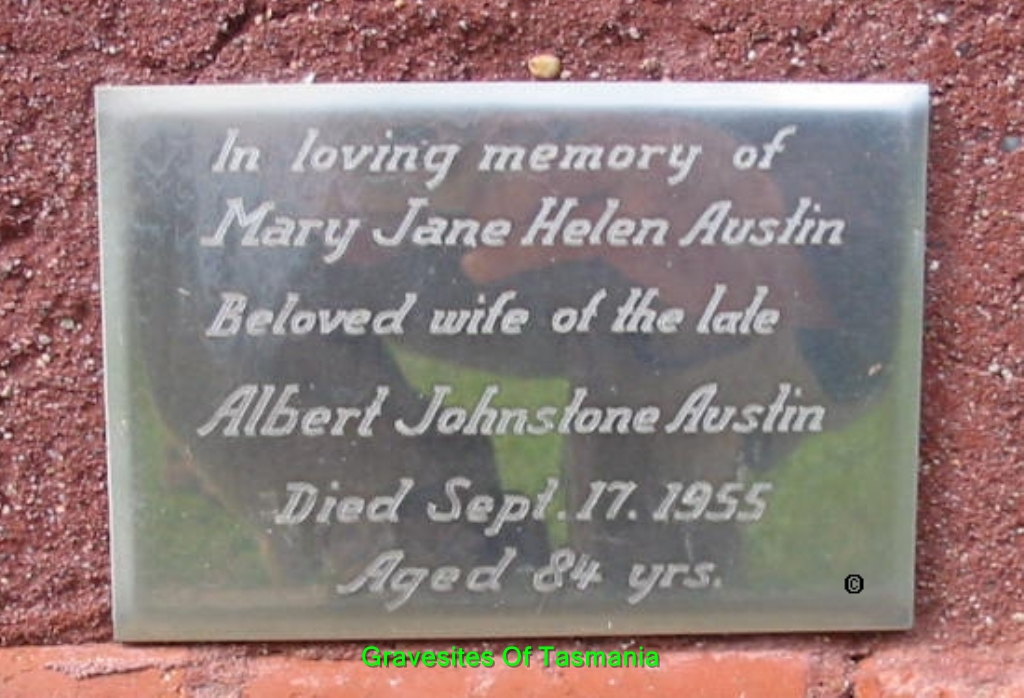 In loving memory of
Mary Jane Helen Austin
Beloved wife of the late
Albert Johnstone Austin
Died Sept. 17. 1955
Aged 84 yrs.
©
Gravesites Of Tasmania